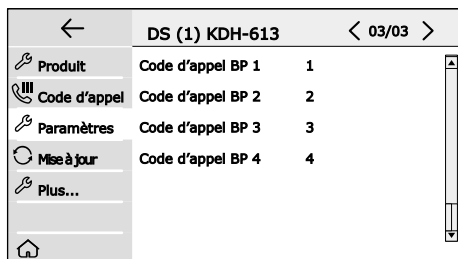 DS (1) KDH-613
03/03
Produit
Code d'appel
Paramètres
Mise à jour
Plus...
Code d'appel BP 1 1
Code d'appel BP 2 2
Code d'appel BP 3 3
Code d'appel BP 4 4